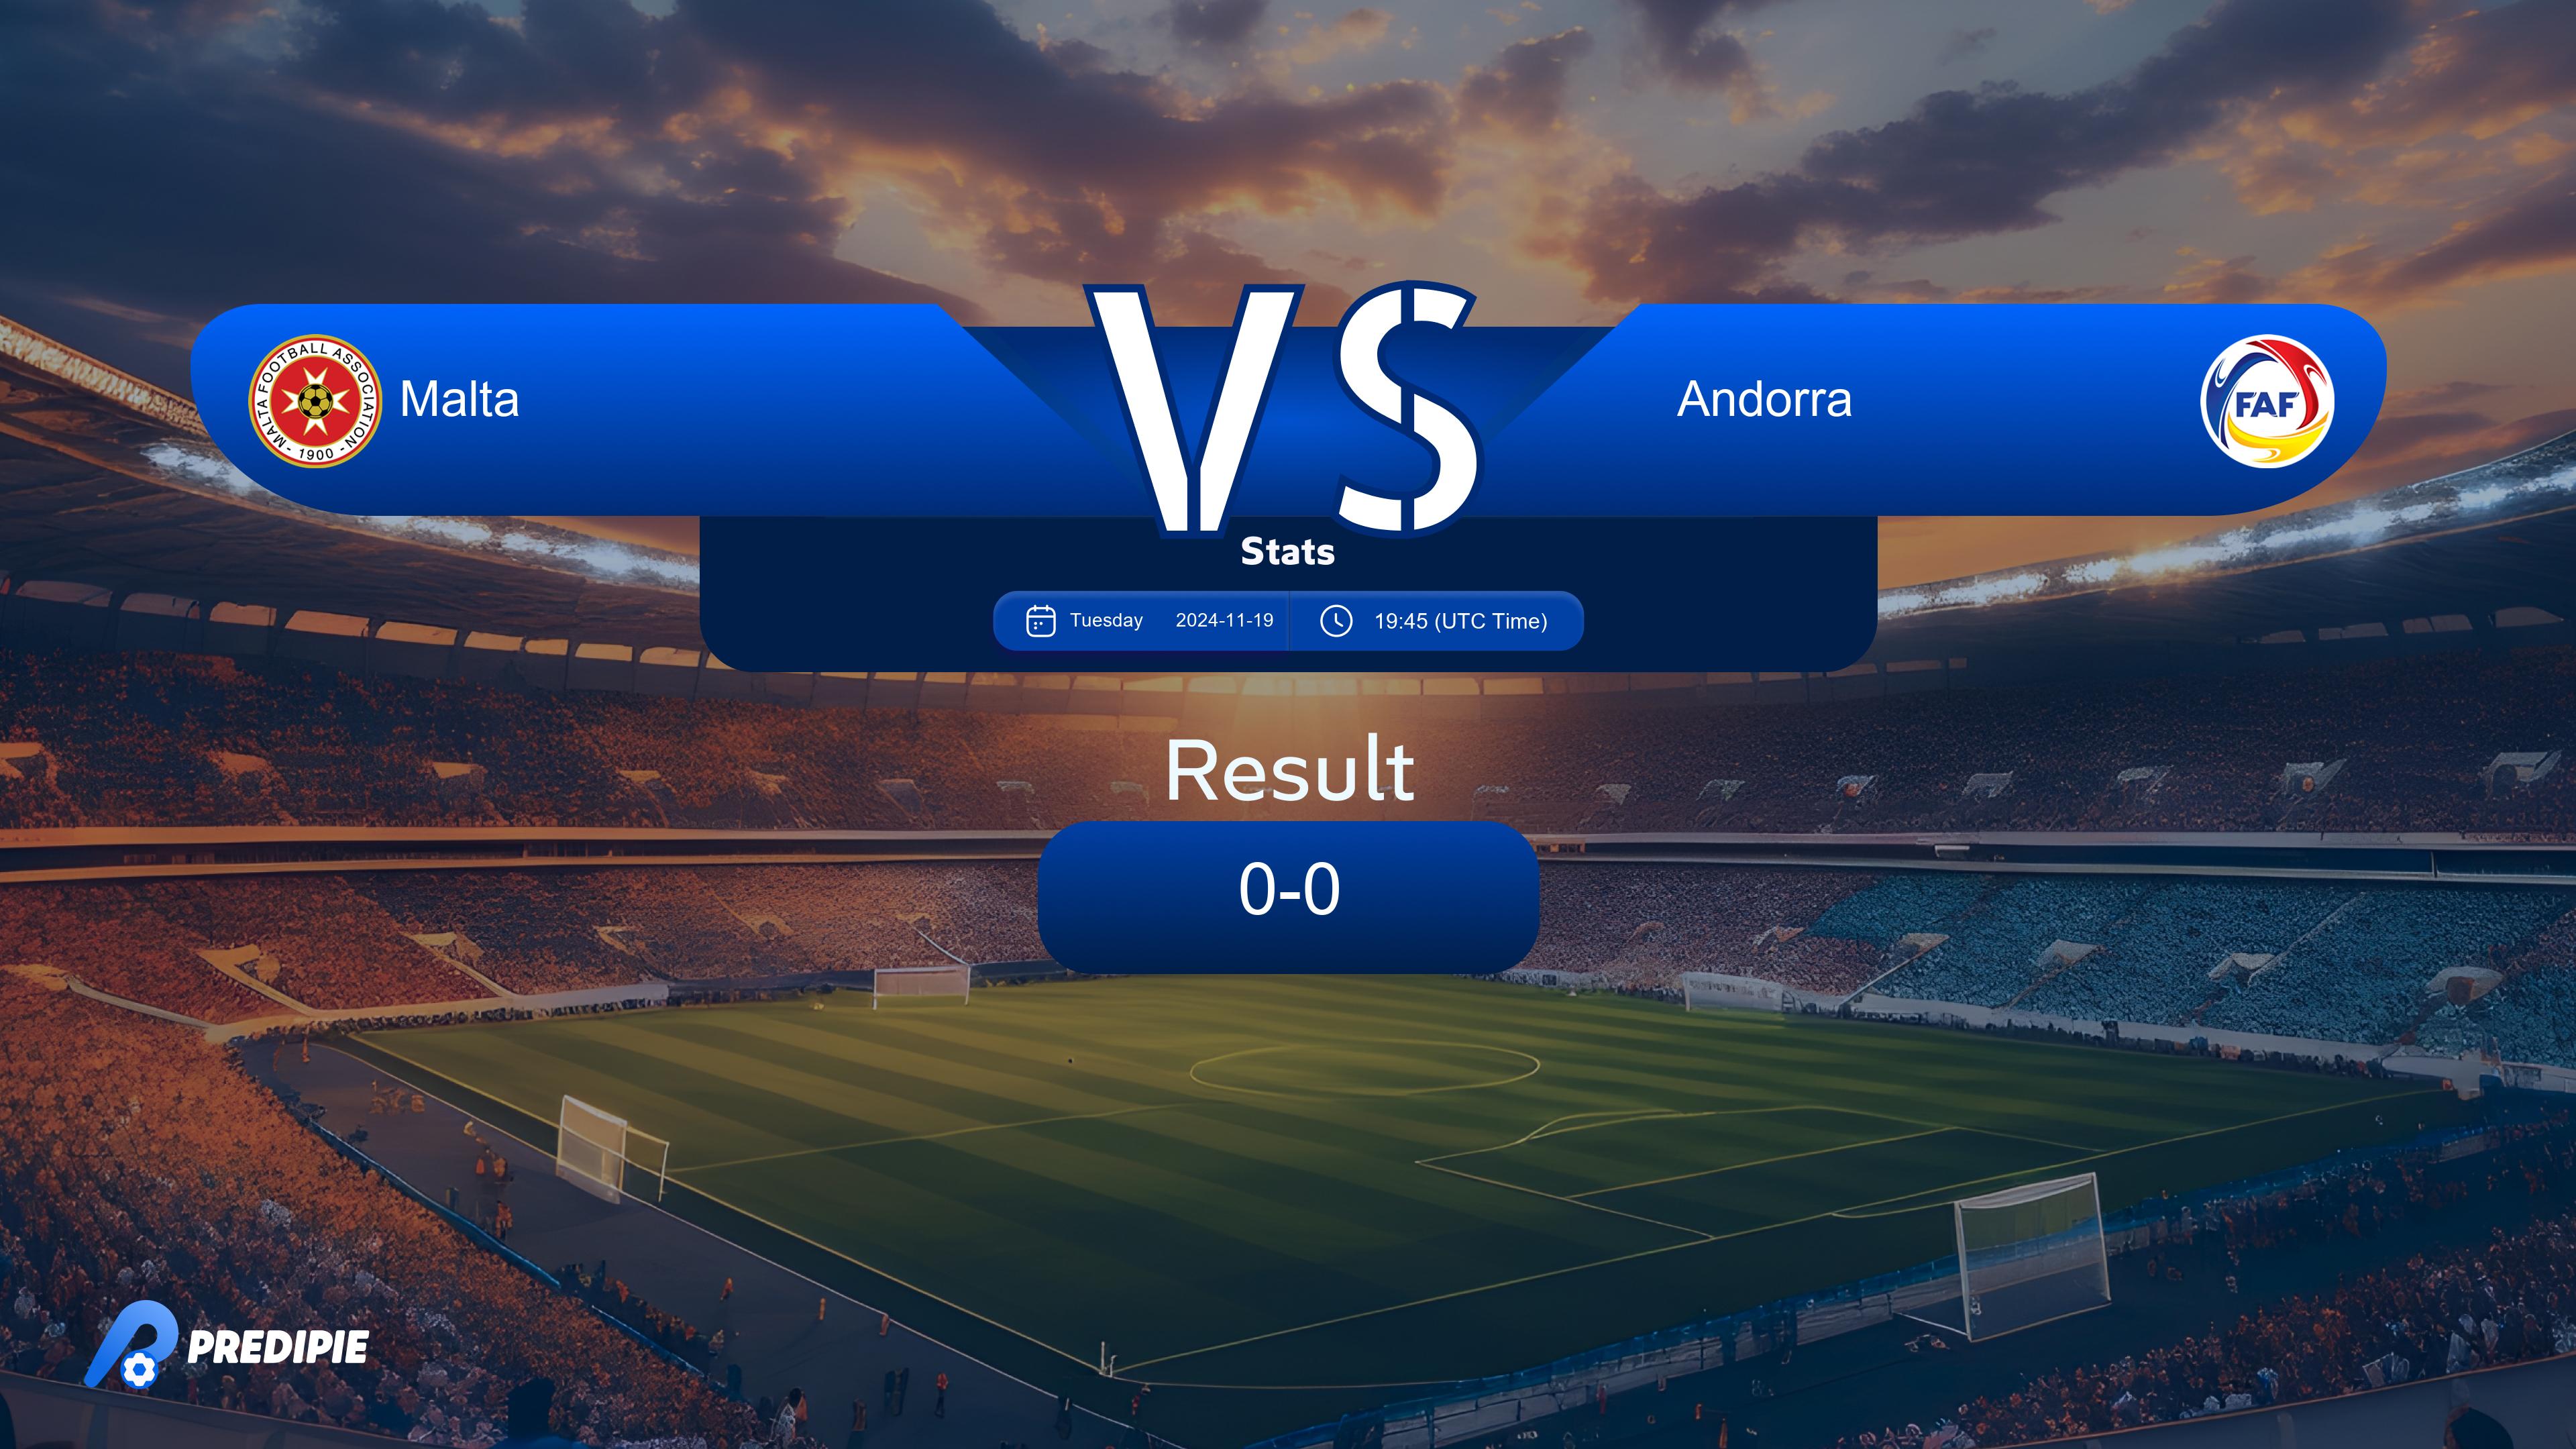 VS
MALTA FOOTBALL ASSOCIATION
- 1900 -
Malta
Andorra
FAF
Stats
Tuesday 2024-11-19 19:45 (UTC Time)
Result
0-0
PREDIPIE